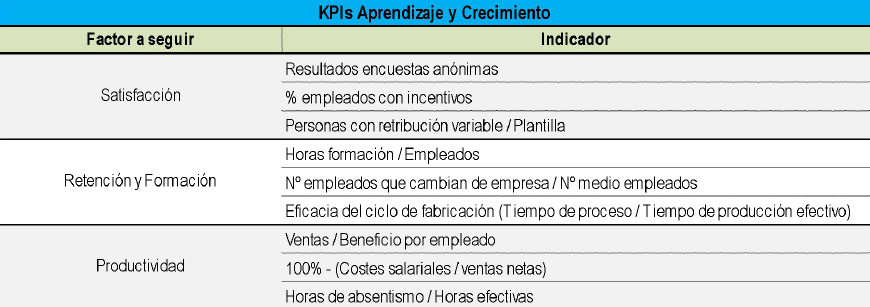 KPIs Aprendizaje y Crecimiento
Factor a seguir Indicador
Satisfacción
Resultados encuestas anónimas
% empleados con incentivos
Personas con retribución variable / Plantilla
Retención y Formación
Horas formación / Empleados
Nº empleados que cambian de empresa / Nº medio empleados
Eficacia del ciclo de fabricación (Tiempo de proceso / Tiempo de producción efectivo)
Productividad
Ventas / Beneficio por empleado
100% - (Costes salariales / ventas netas)
Horas de absentismo / Horas efectivas